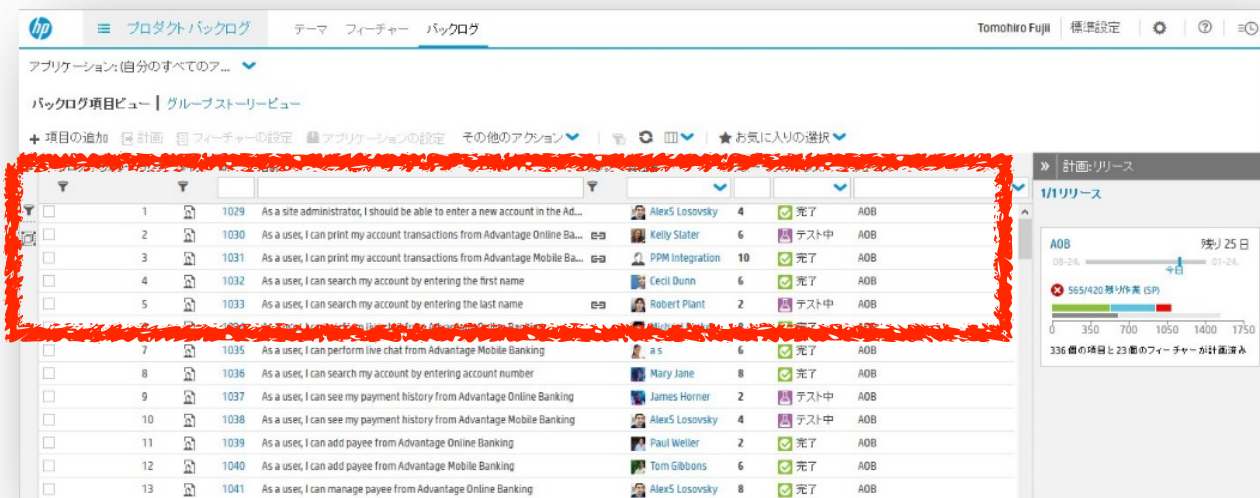 hp プロダクト バックログ テーマ フィーチャー バックログ Tomohiro Fujii 標準設定
アプリケーション: (自分のすべてのア...
バックログ項目ビュー | グループ ストーリービュー
+ 項目の追加 計画 フィーチャーの設定 アプリケーションの設定 その他のアクション お気に入りの選択
計画:リリース
1/1リリース
1 1029 As a site administrator, I should be able to enter a new account in the Ad... AlexS Losovsky 4 完了 AOB
2 1030 As a user, I can print my account transactions from Advantage Online Ba... Kelly Slater 6 テスト中 AOB
3 1031 As a user, I can print my account transactions from Advantage Mobile Ba... PPM Integration 10 完了 AOB
4 1032 As a user, I can search my account by entering the first name Cecil Dunn 6 完了 AOB
5 1033 As a user, I can search my account by entering the last name Robert Plant 2 テスト中 AOB
7 1035 As a user, I can perform live chat from Advantage Mobile Banking a s 6 完了 AOB
8 1036 As a user, I can search my account by entering account number Mary Jane 8 完了 AOB
9 1037 As a user, I can see my payment history from Advantage Online Banking James Horner 2 テスト中 AOB
10 1038 As a user, I can see my payment history from Advantage Mobile Banking AlexS Losovsky 4 テスト中 AOB
11 1039 As a user, I can add payee from Advantage Online Banking Paul Weller 2 完了 AOB
12 1040 As a user, I can add payee from Advantage Mobile Banking Tom Gibbons 6 完了 AOB
13 1041 As a user, I can manage payee from Advantage Online Banking AlexS Losovsky 8 完了 AOB
AOB 残り 25 日
08-24, 今日 01-24,
565/420 残り作業 (SP)
0 350 700 1050 1400 1750
336 個の項目と 23 個のフィーチャーが計画済み